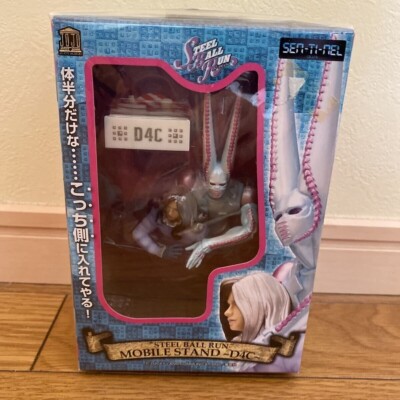 STEEL
BALL
RUN
SEN-TI-NEL
D4C
体半分だけな……こっち側に入れてやる！
STEEL BALL RUN
MOBILE STAND -D4C-